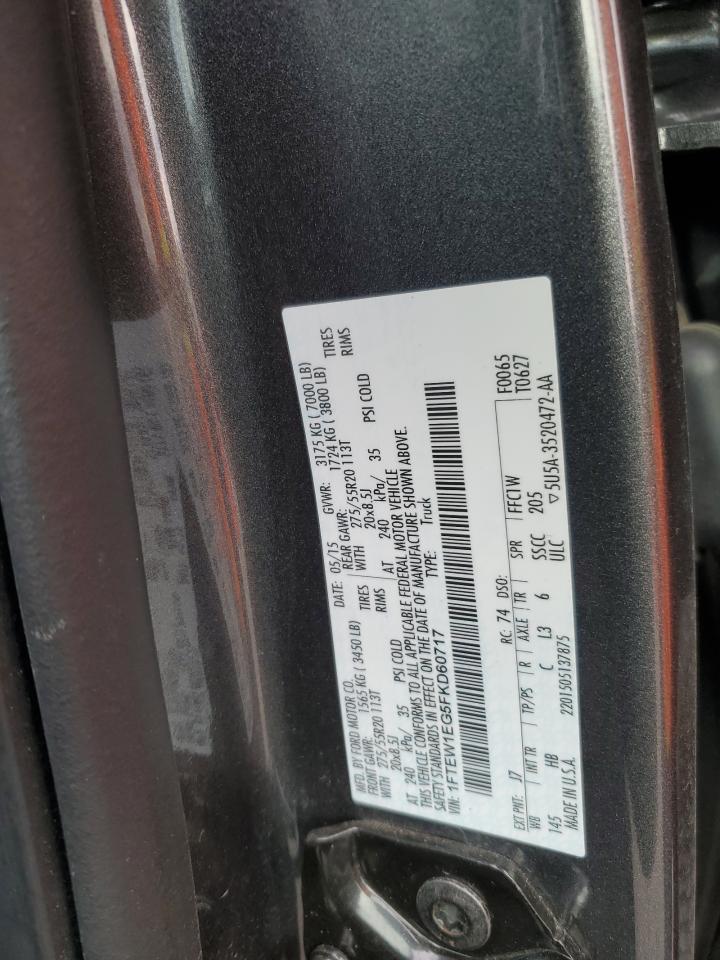 MFD. BY FORD MOTOR CO.
DATE: 05/15 GVWR: 3175 KG ( 7000 LB)
FRONT GAWR: 1565 KG ( 3450 LB) REAR GAWR: 1724 KG ( 3800 LB)
WITH 275/55R20 113T TIRES WITH 275/55R20 113T TIRES
20x8.5J RIMS 20x8.5J RIMS
AT 240 kPa/ 35 PSI COLD AT 240 kPa/ 35 PSI COLD
THIS VEHICLE CONFORMS TO ALL APPLICABLE FEDERAL MOTOR VEHICLE
SAFETY STANDARDS IN EFFECT ON THE DATE OF MANUFACTURE SHOWN ABOVE.
VIN: 1FTEW1EG5FKD60717 TYPE: Truck
F0065
T0627
EXT PNT: J7 RC: 74 DSO:
WB INT TR TP/PS R AXLE TR SPR FFC1W
145 HB C L3 6 SSCC 205
MADE IN U.S.A. 2201505137875 ULC ▽5U5A-3520472-AA